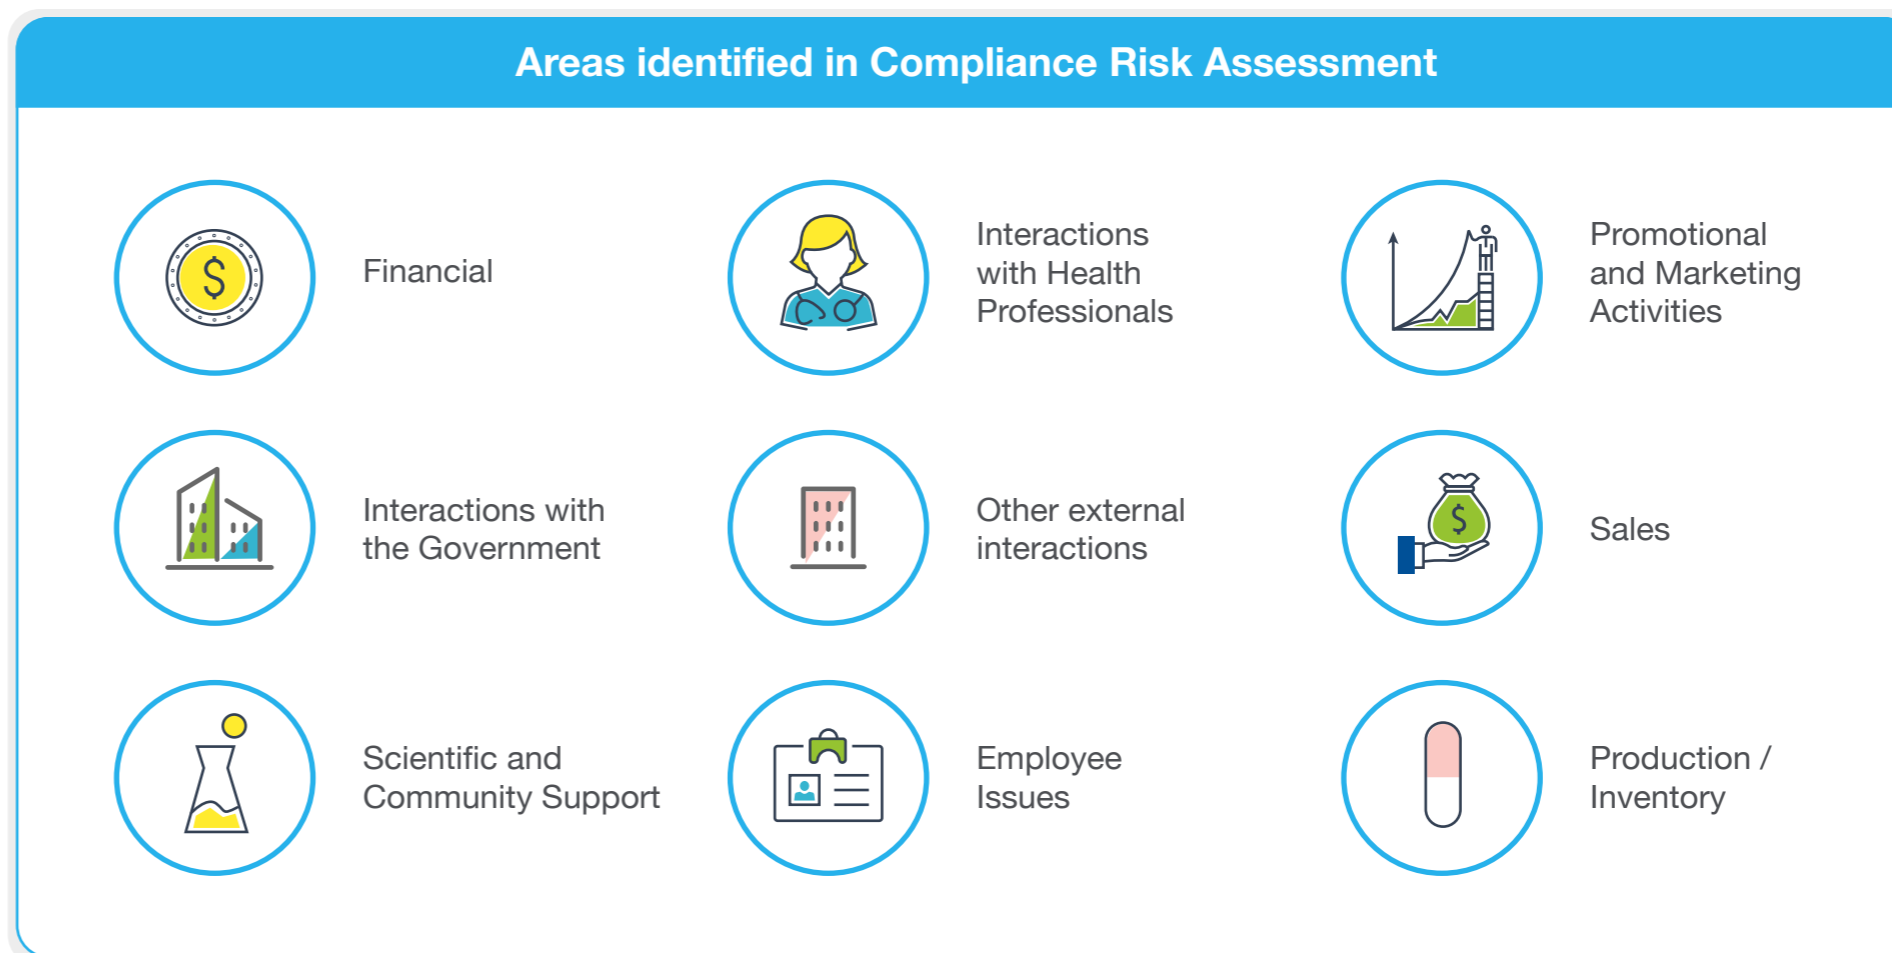 Areas identified in Compliance Risk Assessment
$
Financial
Interactions
with Health
Professionals
Promotional
and Marketing
Activities
Interactions with
the Government
Other external
interactions
$
Sales
Scientific and
Community Support
Employee
Issues
Production /
Inventory